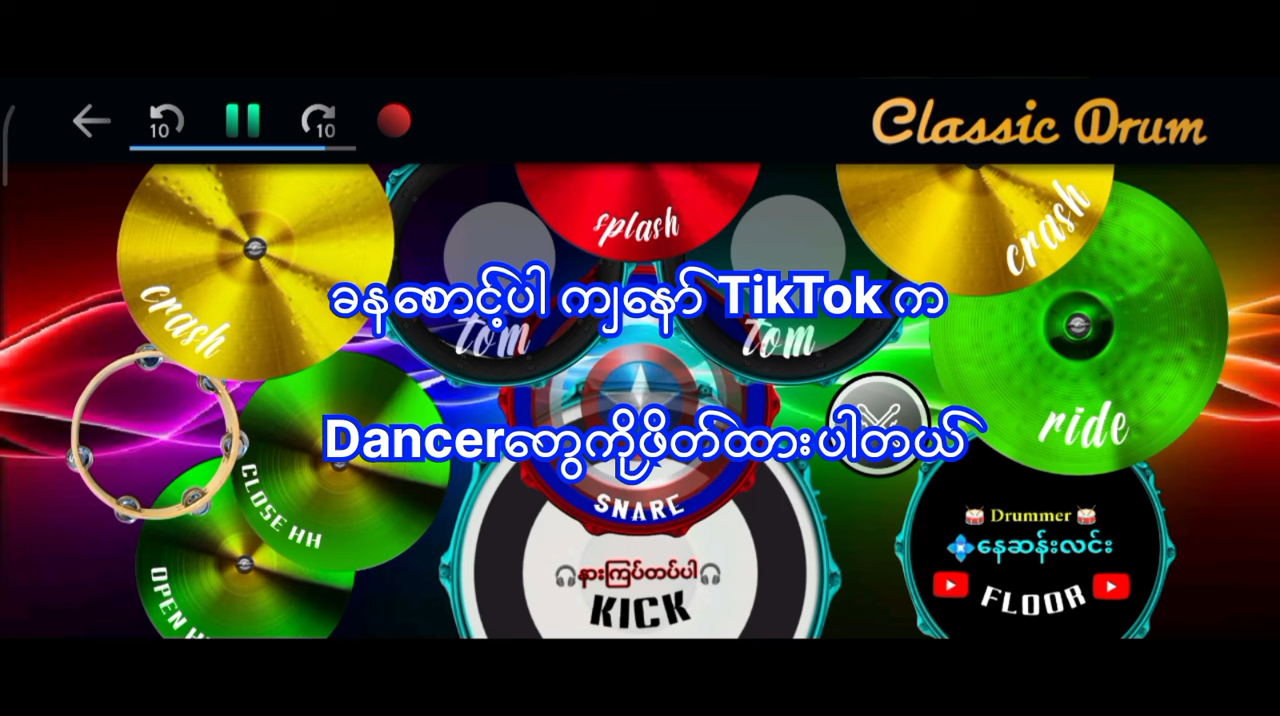 10
10
Classic Drum
splash
crash
crash
ခနစောင့်ပါ ကျနော် TikTok က
tom
tom
ride
Dancerတွေကိုဖိတ်ထားပါတယ်
CLOSE HH
SNARE
Drummer
နေဆန်းလင်း
FLOOR
နားကြပ်တပ်ပါ
KICK
OPEN H